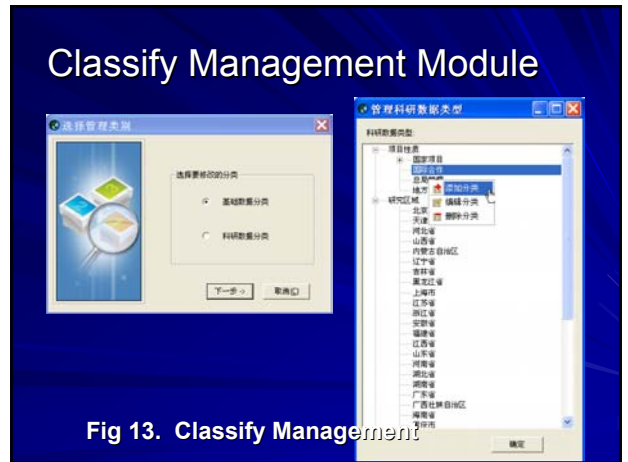 Classify Management Module
选择管理类别
选择要修改的分类
基础数据分类
科研数据分类
下一步->
取消(C)
管理科研数据类型
科研数据类型:
项目性质
国家项目
国际合作
添加分类
编辑分类
删除分类
研究区域
河北省
山西省
内蒙古自治区
辽宁省
吉林省
黑龙江省
上海市
江苏省
浙江省
安徽省
福建省
江西省
山东省
河南省
湖北省
湖南省
广东省
广西壮族自治区
海南省
确定
Fig 13. Classify Management